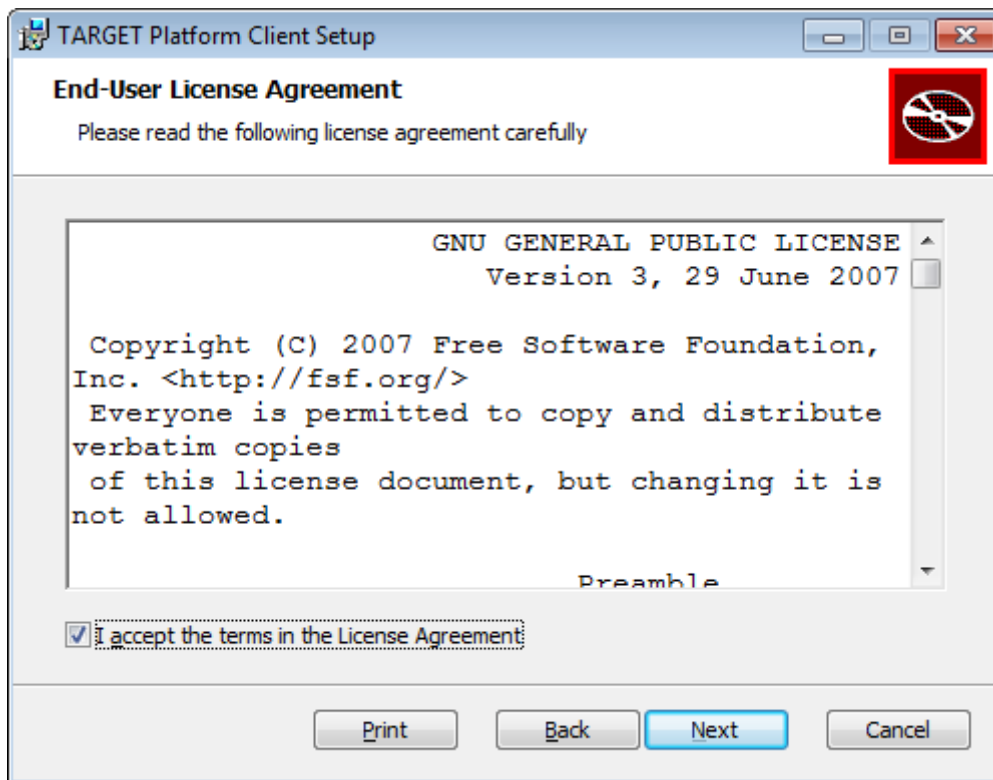 TARGET Platform Client Setup
End-User License Agreement
Please read the following license agreement carefully
GNU GENERAL PUBLIC LICENSE
Version 3, 29 June 2007
Copyright (C) 2007 Free Software Foundation,
Inc. <http://fsf.org/>
Everyone is permitted to copy and distribute
verbatim copies
of this license document, but changing it is
not allowed.
Preamble
I accept the terms in the License Agreement
Print
Back
Next
Cancel